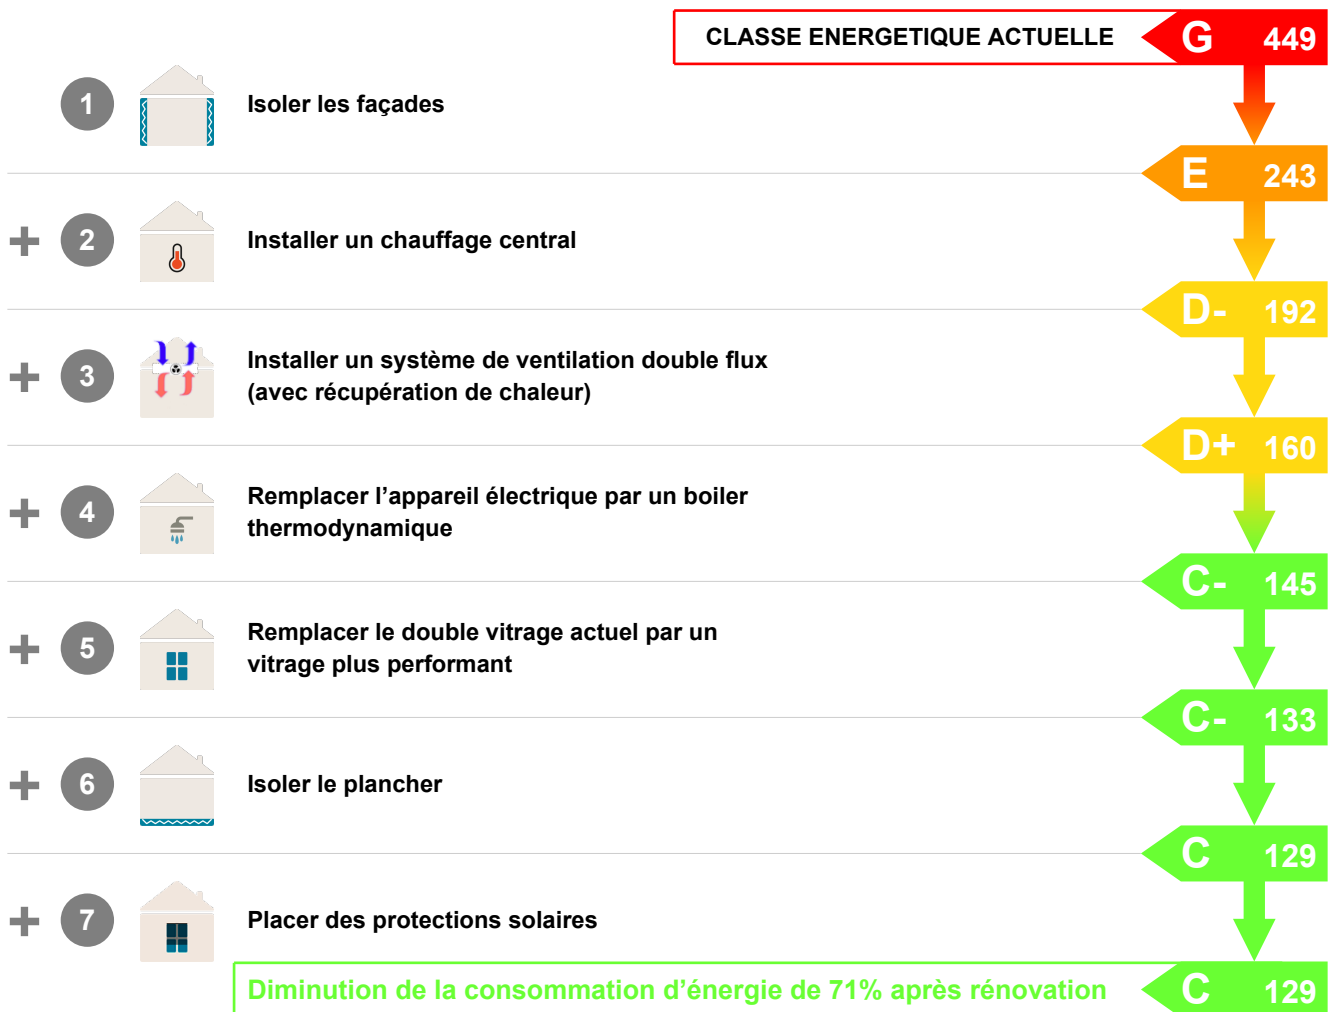 CLASSE ENERGETIQUE ACTUELLE G 449
1 Isoler les façades
E 243
+ 2 Installer un chauffage central
D- 192
+ 3 Installer un système de ventilation double flux
(avec récupération de chaleur)
D+ 160
+ 4 Remplacer l’appareil électrique par un boiler
thermodynamique
C- 145
+ 5 Remplacer le double vitrage actuel par un
vitrage plus performant
C- 133
+ 6 Isoler le plancher
C 129
+ 7 Placer des protections solaires
Diminution de la consommation d’énergie de 71% après rénovation C 129